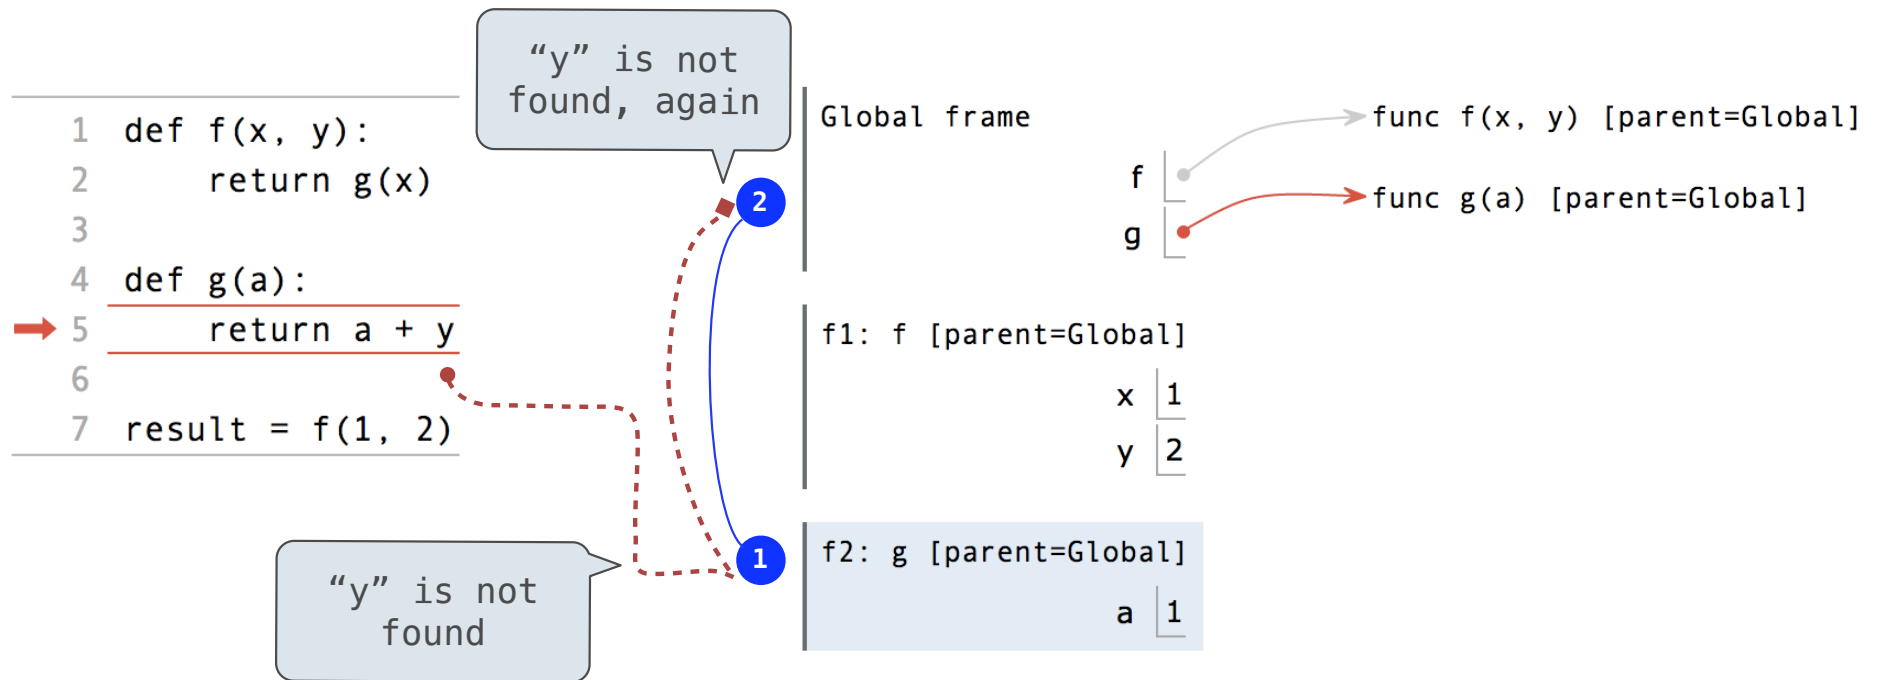 “y” is not
found, again
1 def f(x, y):
2     return g(x)
3
4 def g(a):
5     return a + y
6
7 result = f(1, 2)
“y” is not
found
2
1
Global frame
f
g
func f(x, y) [parent=Global]
func g(a) [parent=Global]
f1: f [parent=Global]
x 1
y 2
f2: g [parent=Global]
a 1